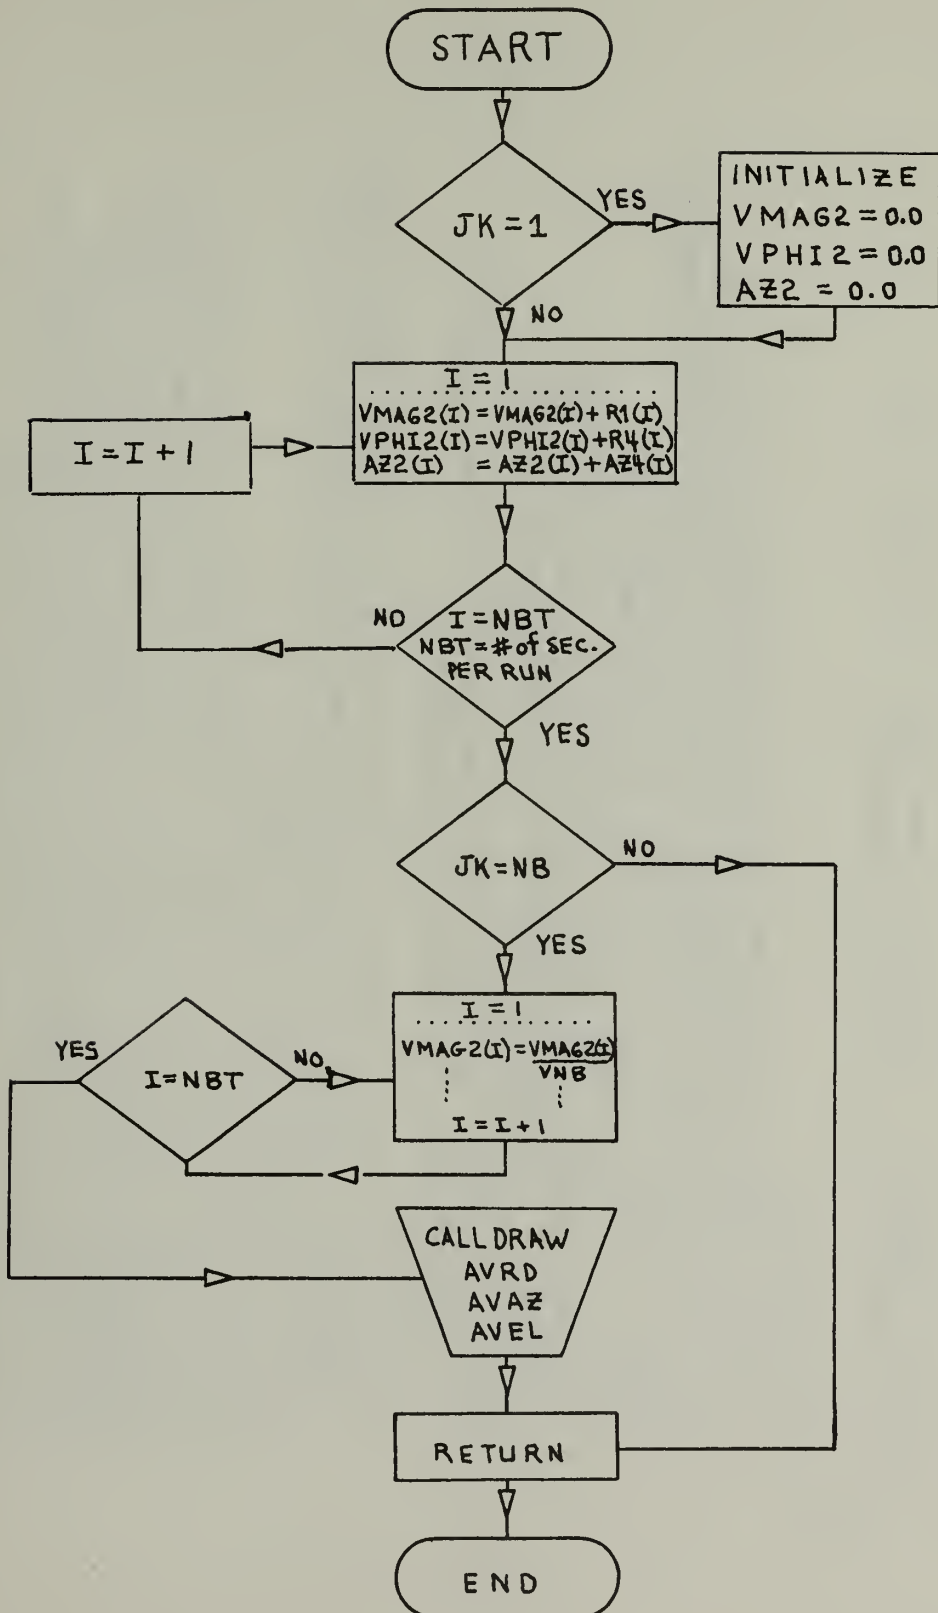 START
JK = 1
YES
INITIALIZE
VMAG2 = 0.0
VPHI2 = 0.0
AZ2 = 0.0
NO
I = 1
VMAG2(I) = VMAG2(I) + R1(I)
VPHI2(I) = VPHI2(I) + R4(I)
AZ2(I) = AZ2(I) + AZ4(I)
I = I + 1
NO
I = NBT
NBT = # of SEC.
PER RUN
YES
JK = NB
NO
YES
I = 1
VMAG2(I) = VMAG2(I)
VNB
I = I + 1
YES
I = NBT
NO
CALL DRAW
AVRD
AVAZ
AVEL
RETURN
END